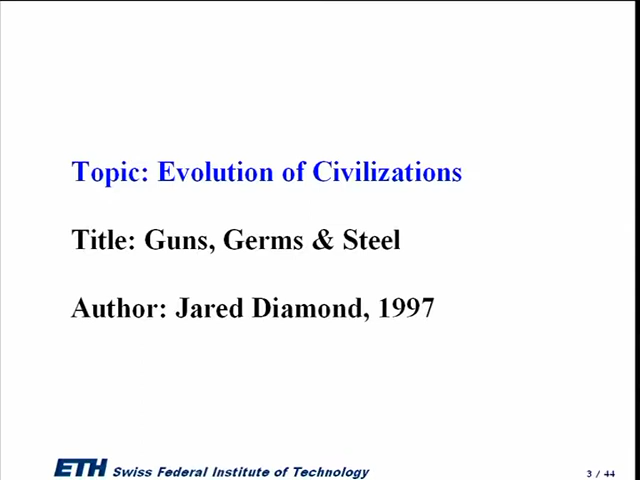 Topic: Evolution of Civilizations
Title: Guns, Germs & Steel
Author: Jared Diamond, 1997
ETH Swiss Federal Institute of Technology
3 / 44